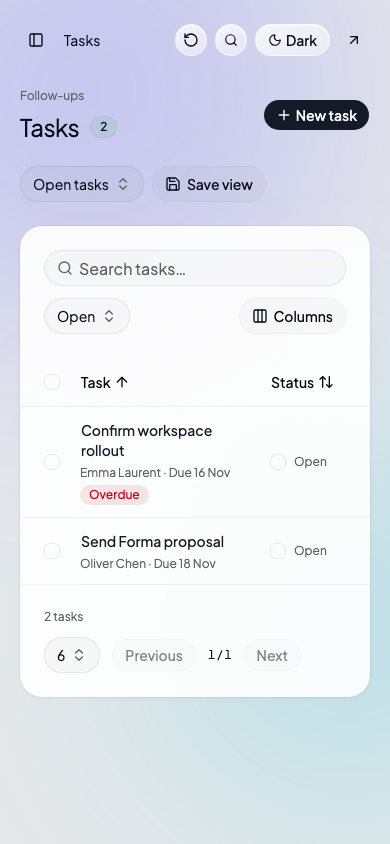 Tasks
Dark
Follow-ups
Tasks 2
New task
Open tasks
Save view
Search tasks...
Open
Columns
Task
Status
Confirm workspace
rollout
Emma Laurent · Due 16 Nov
Overdue
Open
Send Forma proposal
Oliver Chen · Due 18 Nov
Open
2 tasks
6
Previous
1/1
Next